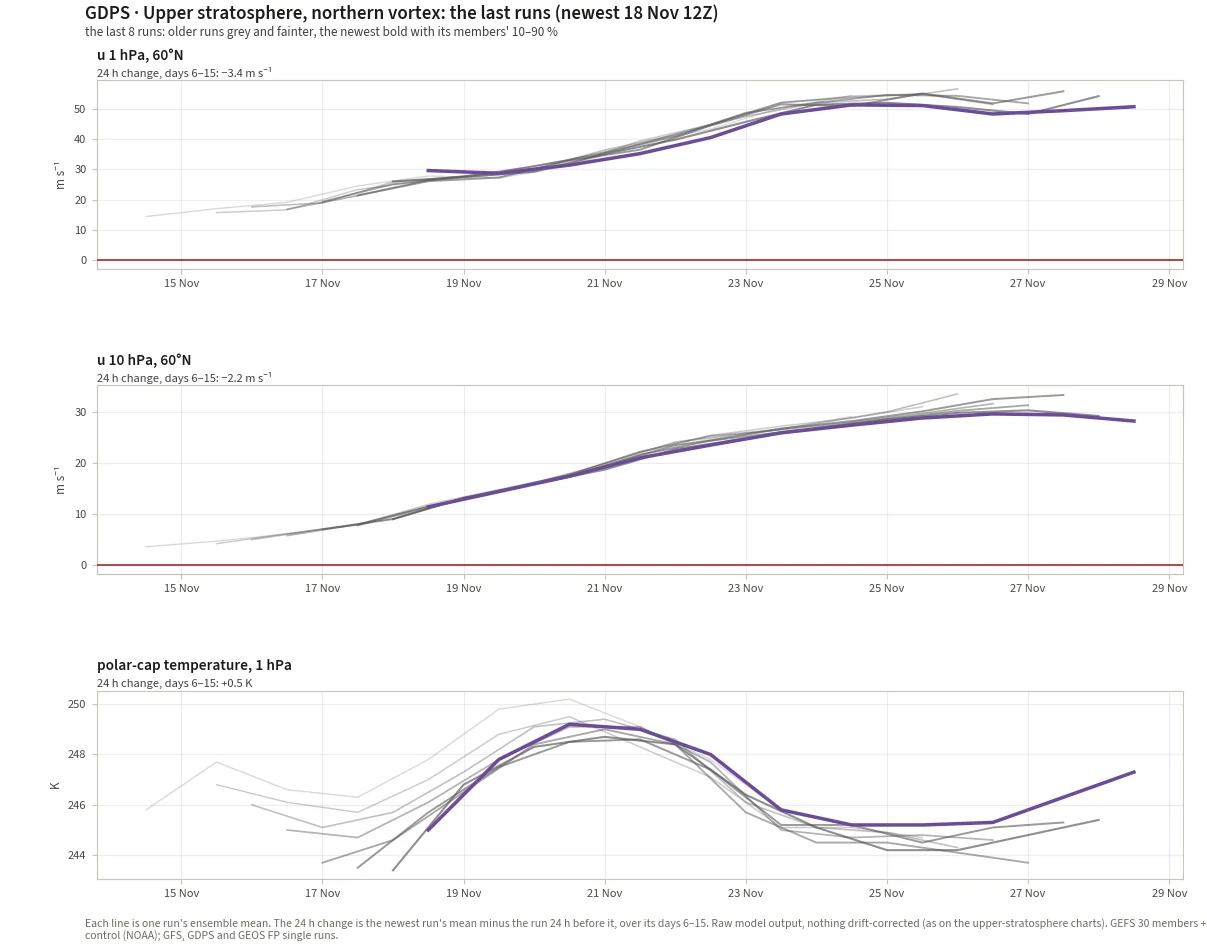 GDPS · Upper stratosphere, northern vortex: the last runs (newest 18 Nov 12Z)
the last 8 runs: older runs grey and fainter, the newest bold with its members' 10–90 %
u 1 hPa, 60°N
24 h change, days 6–15: −3.4 m s⁻¹
50
40
30
20
10
0
m s⁻¹
15 Nov 17 Nov 19 Nov 21 Nov 23 Nov 25 Nov 27 Nov 29 Nov
u 10 hPa, 60°N
24 h change, days 6–15: −2.2 m s⁻¹
30
20
10
0
m s⁻¹
15 Nov 17 Nov 19 Nov 21 Nov 23 Nov 25 Nov 27 Nov 29 Nov
polar-cap temperature, 1 hPa
24 h change, days 6–15: +0.5 K
250
248
246
244
K
15 Nov 17 Nov 19 Nov 21 Nov 23 Nov 25 Nov 27 Nov 29 Nov
Each line is one run's ensemble mean. The 24 h change is the newest run's mean minus the run 24 h before it, over its days 6–15. Raw model output, nothing drift-corrected (as on the upper-stratosphere charts). GEFS 30 members +
control (NOAA); GFS, GDPS and GEOS FP single runs.